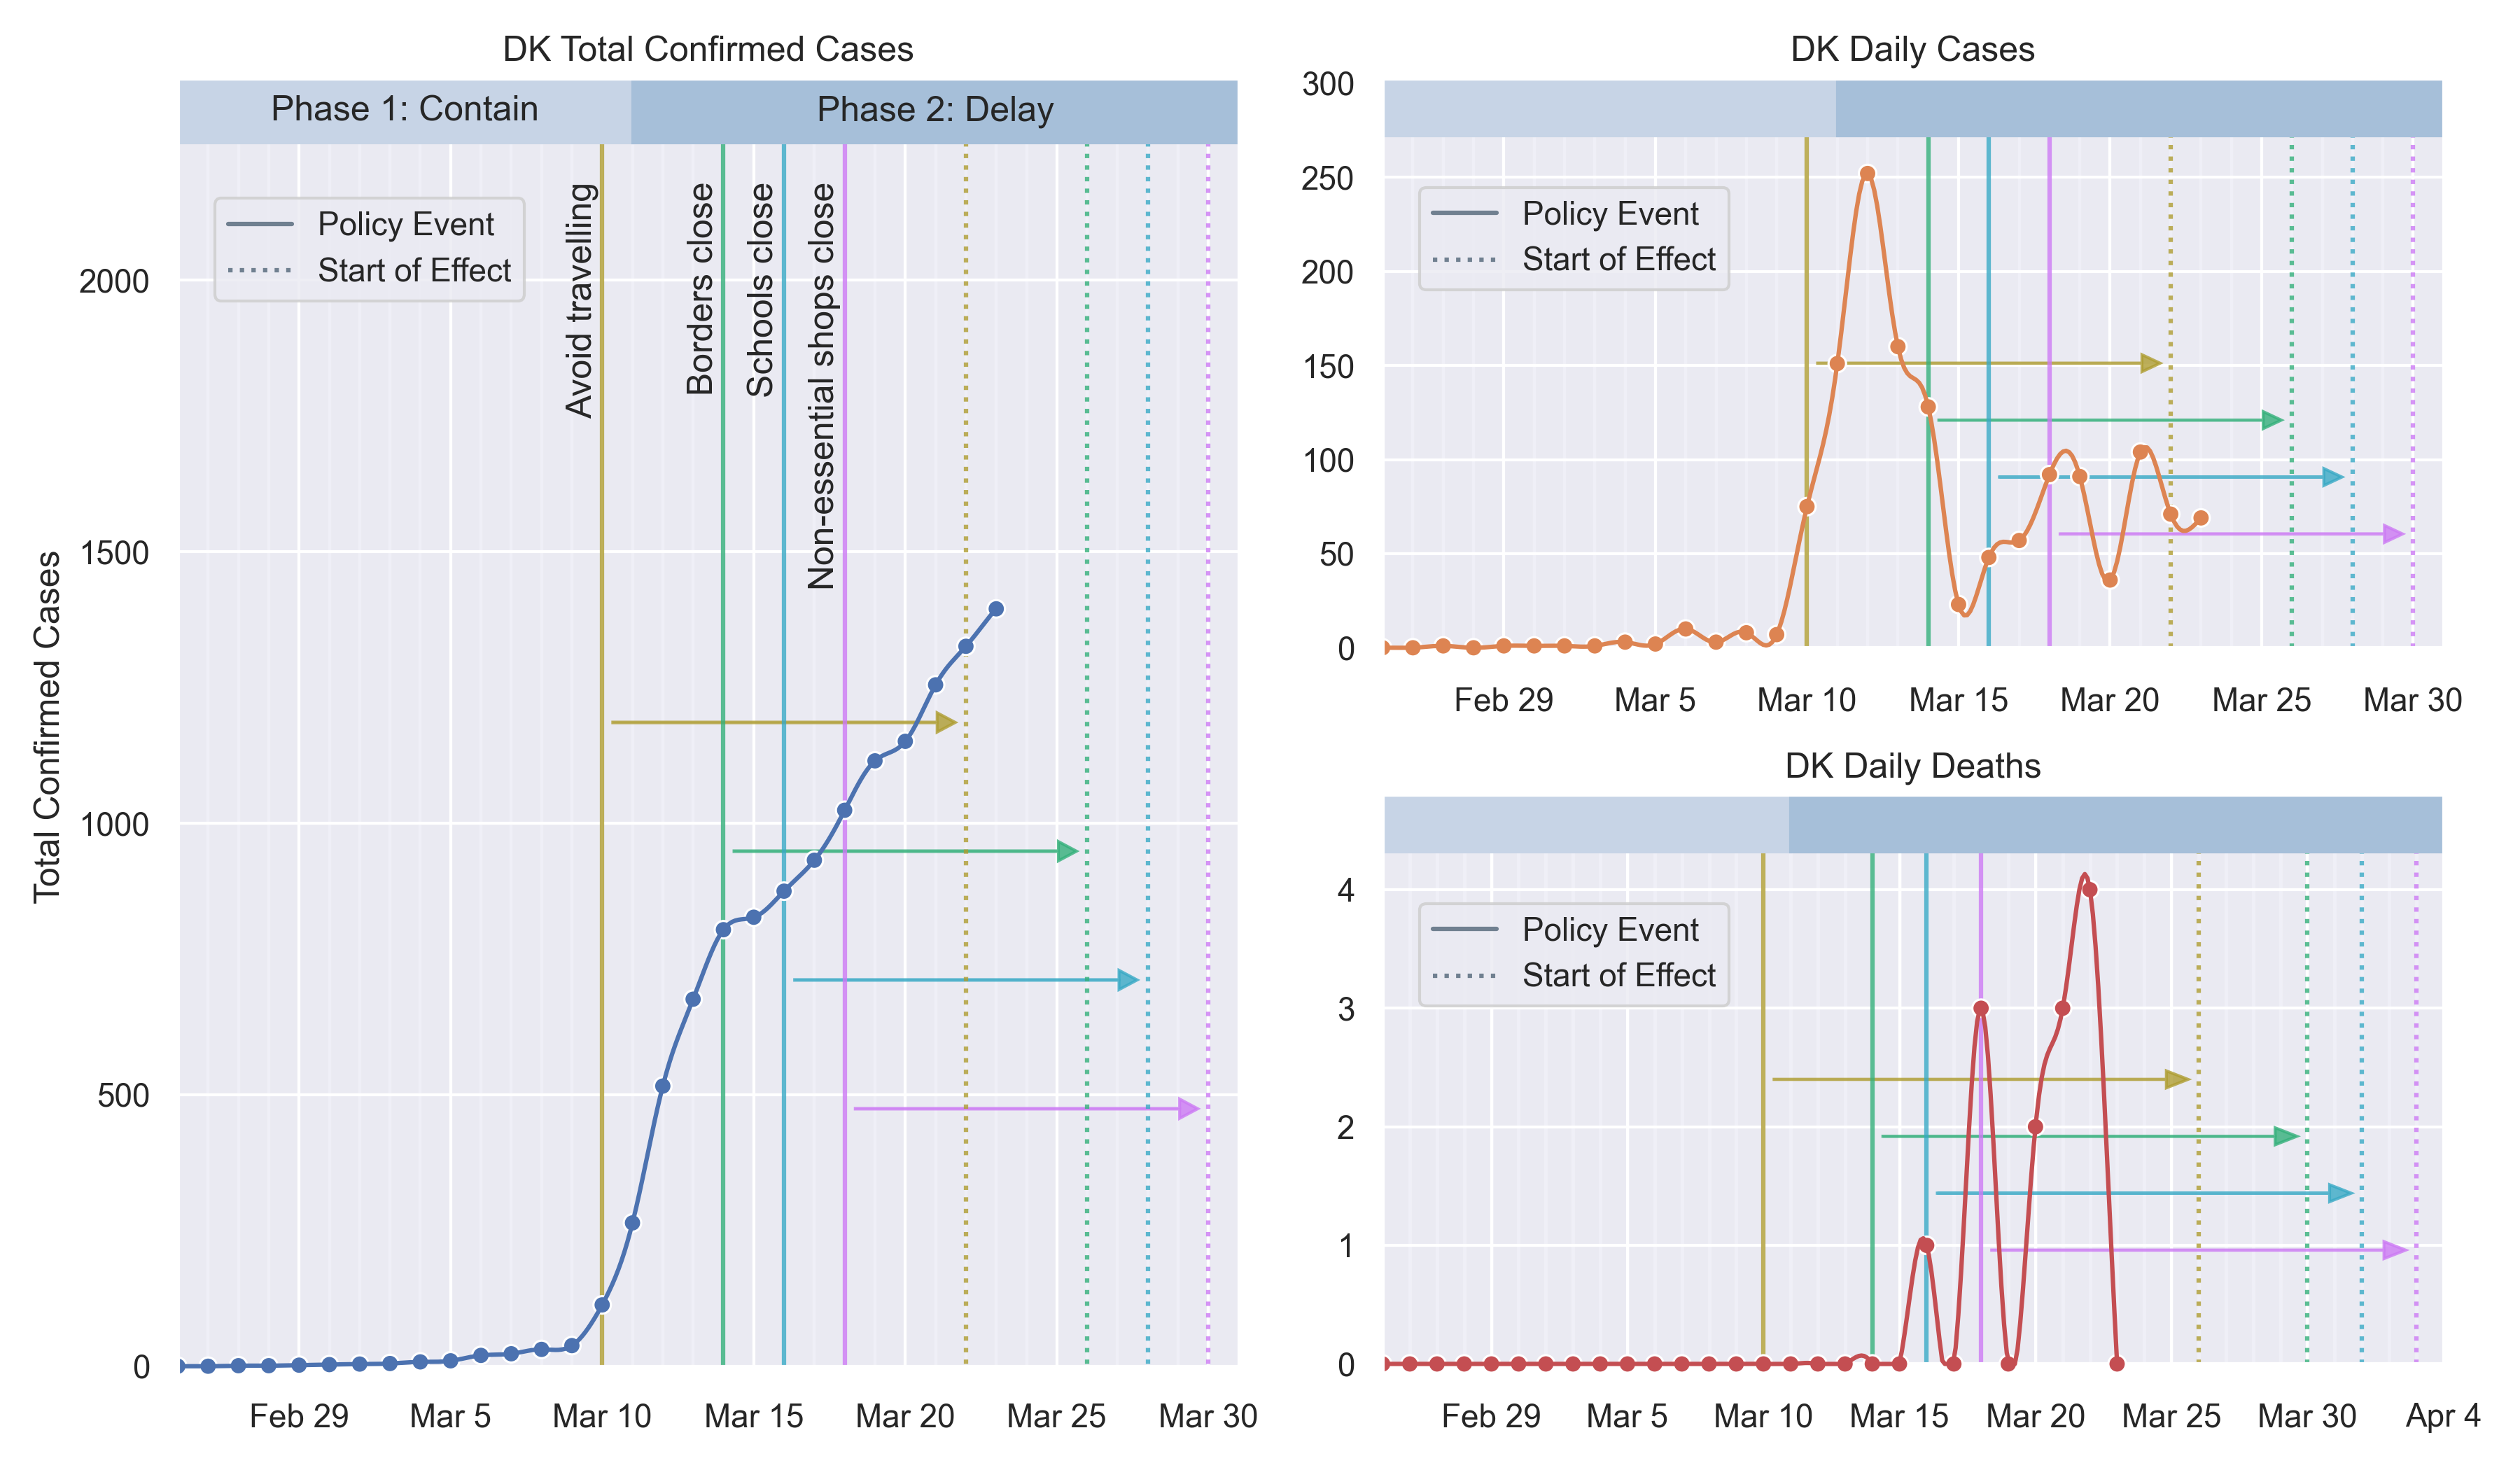 DK Total Confirmed Cases
Phase 1: Contain
Phase 2: Delay
Policy Event
Start of Effect
Avoid travelling
Borders close
Schools close
Non-essential shops close
Total Confirmed Cases
2000
1500
1000
500
0
Feb 29 Mar 5 Mar 10 Mar 15 Mar 20 Mar 25 Mar 30
DK Daily Cases
300
250
200
150
100
50
0
Policy Event
Start of Effect
Feb 29 Mar 5 Mar 10 Mar 15 Mar 20 Mar 25 Mar 30
DK Daily Deaths
4
3
2
1
0
Policy Event
Start of Effect
Feb 29 Mar 5 Mar 10 Mar 15 Mar 20 Mar 25 Mar 30 Apr 4